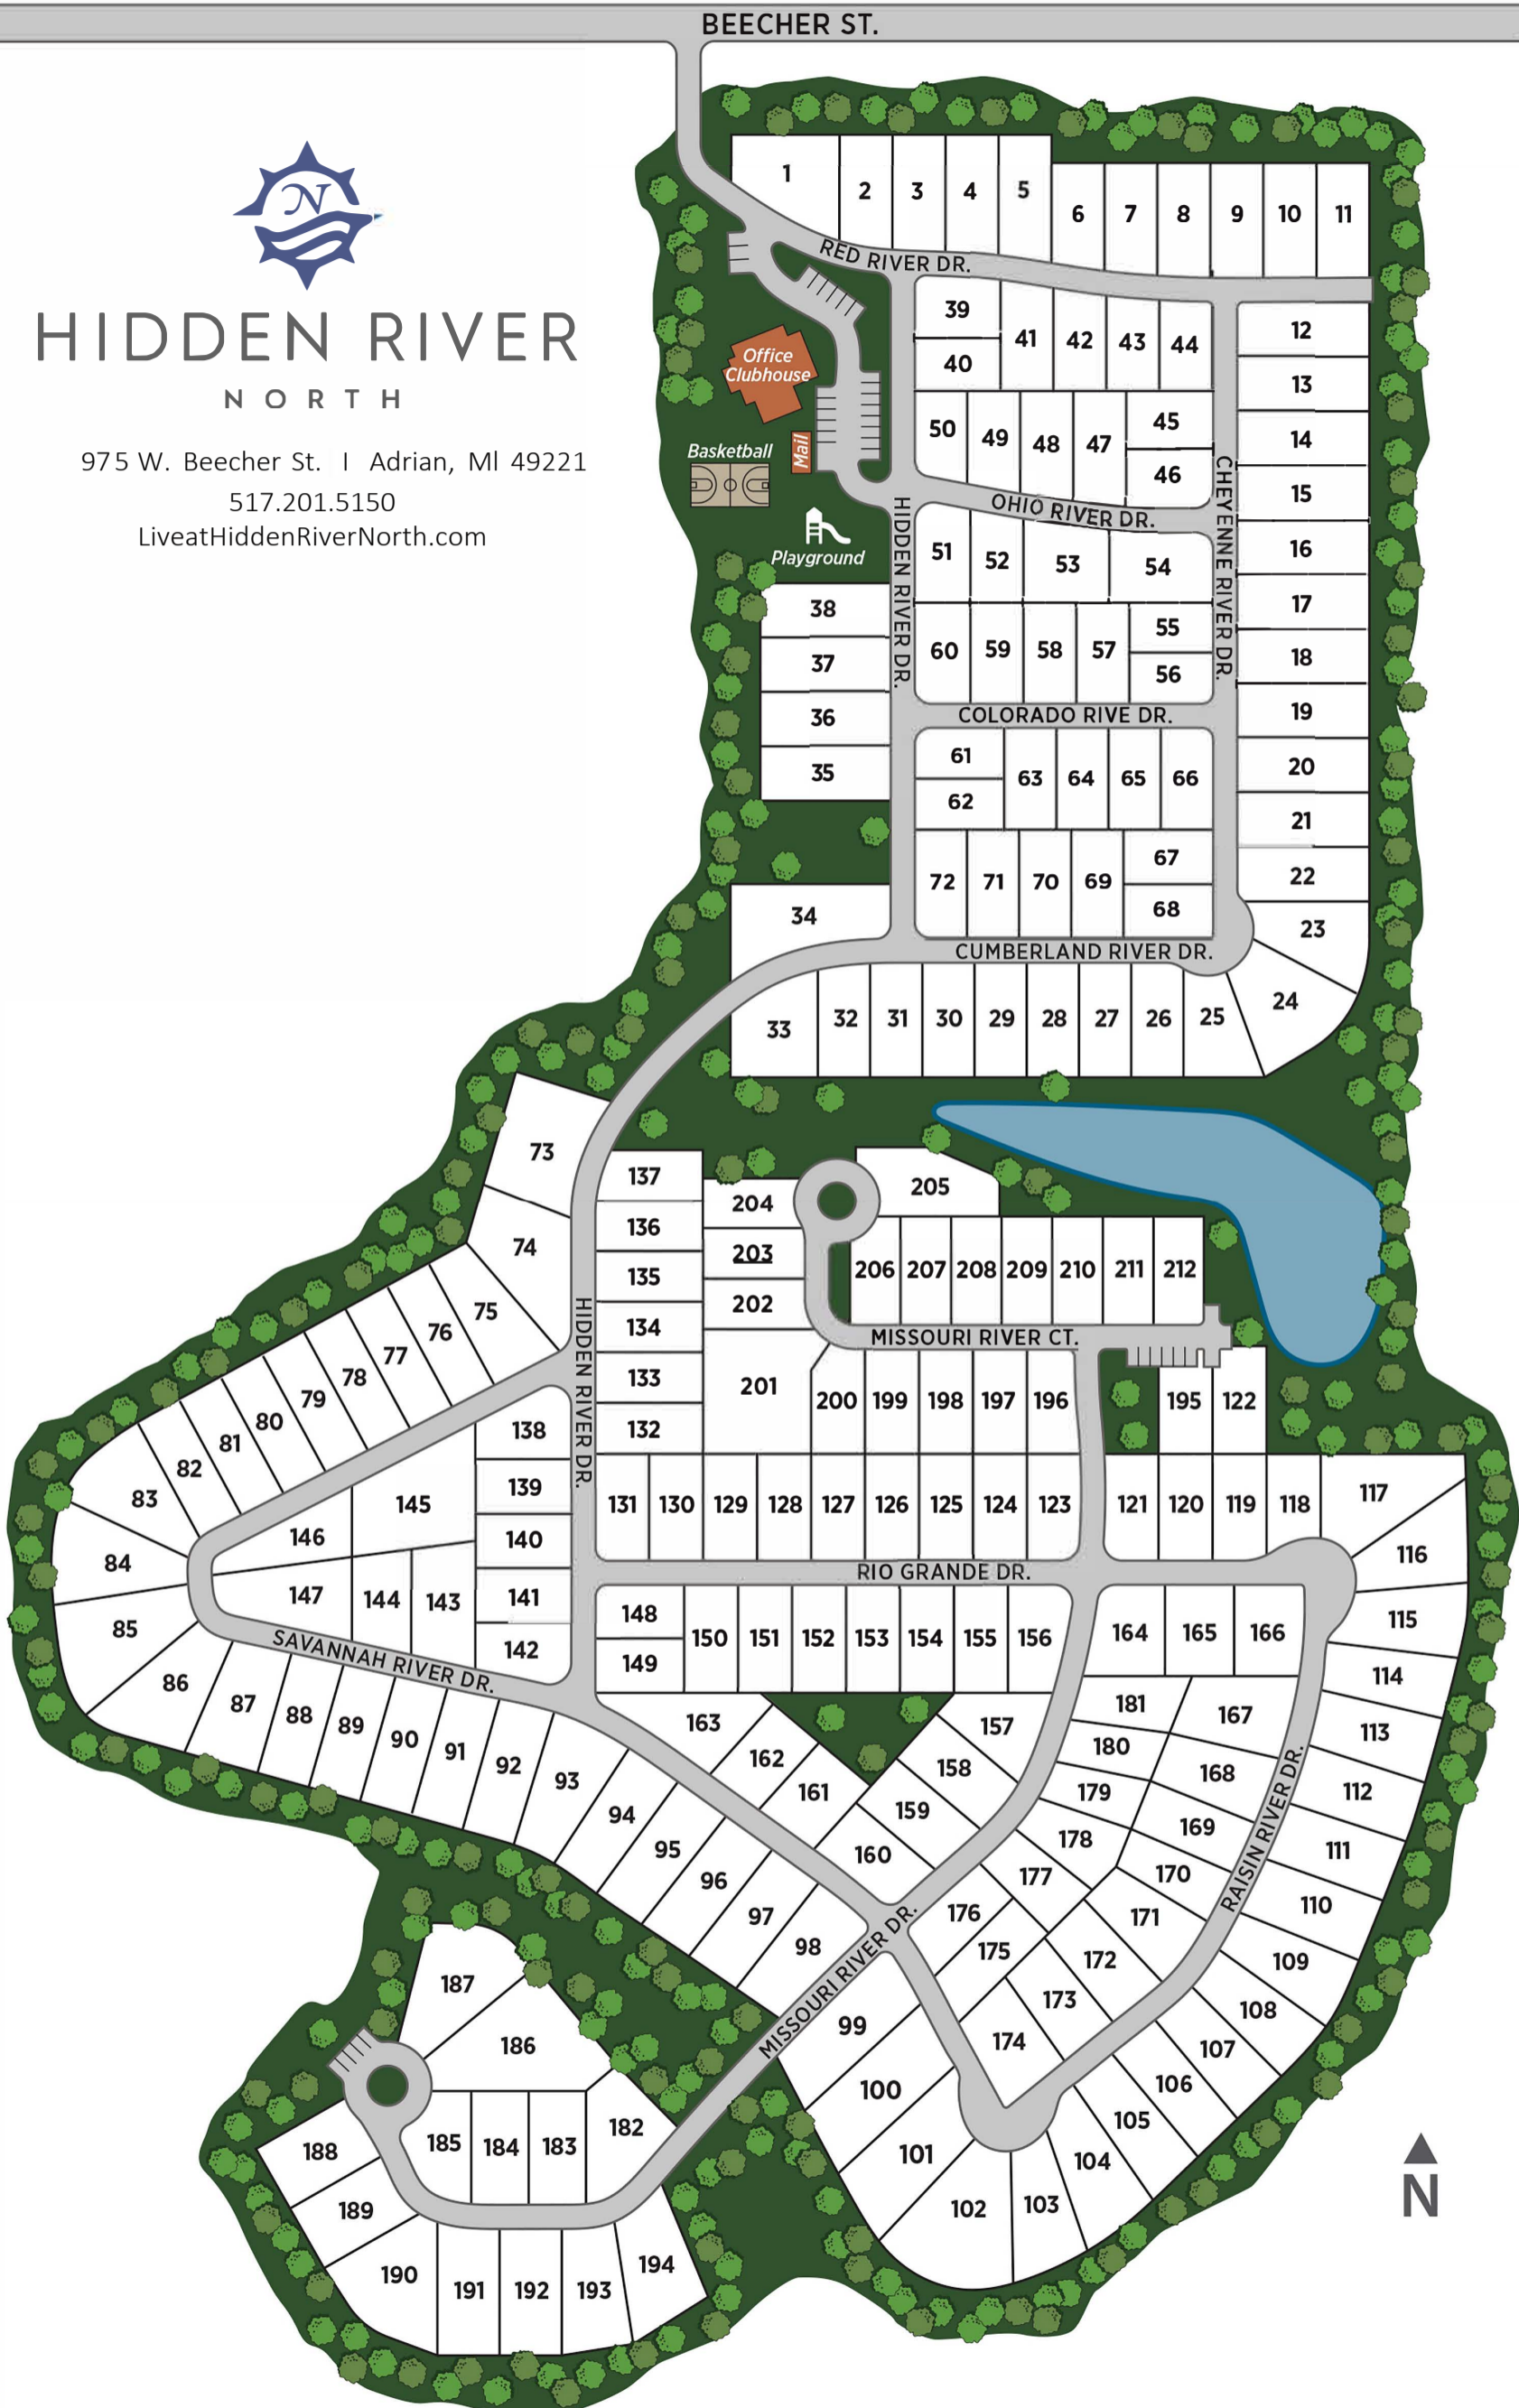 BEECHER ST.
N
HIDDEN RIVER
NORTH
975 W. Beecher St. I Adrian, MI 49221
517.201.5150
LiveatHiddenRiverNorth.com
1 2 3 4 5 6 7 8 9 10 11
RED RIVER DR.
39 41 42 43 44 12
40
13
Office
Clubhouse
50 49 48 47 45 14
46
Mail
Basketball
15
OHIO RIVER DR.
HIDDEN RIVER DR.
CHEYENNE RIVER DR.
Playground
51 52 53 54 16
38 60 59 58 57 55 17
37 56 18
COLORADO RIVE DR.
36 19
35 61 63 64 65 66 20
62 21
72 71 70 69 67 22
34 68 23
CUMBERLAND RIVER DR.
33 32 31 30 29 28 27 26 25 24
73 137 204 205
74 136 203
75 135 202 206 207 208 209 210 211 212
76 134
MISSOURI RIVER CT.
HIDDEN RIVER DR.
77 133 201 200 199 198 197 196 195 122
78
79 132
80 138
81
82 139
83 145 131 130 129 128 127 126 125 124 123 121 120 119 118 117
146 140 116
84
RIO GRANDE DR.
147 144 143 141 148 150 151 152 153 154 155 156 164 165 166 115
85 142 149 114
SAVANNAH RIVER DR.
86 87 88 89 90 91 92 93 163 157 181 167 113
162 158 180 168 112
94 161 159 179 169 111
95 160 178 170 110
RAISIN RIVER DR.
96 177 171 109
97 176 172 108
98 175 173 107
MISSOURI RIVER DR.
187 99 174 106
186 100 105
188 185 184 183 182 101 104
189 102 103
190 191 192 193 194
N